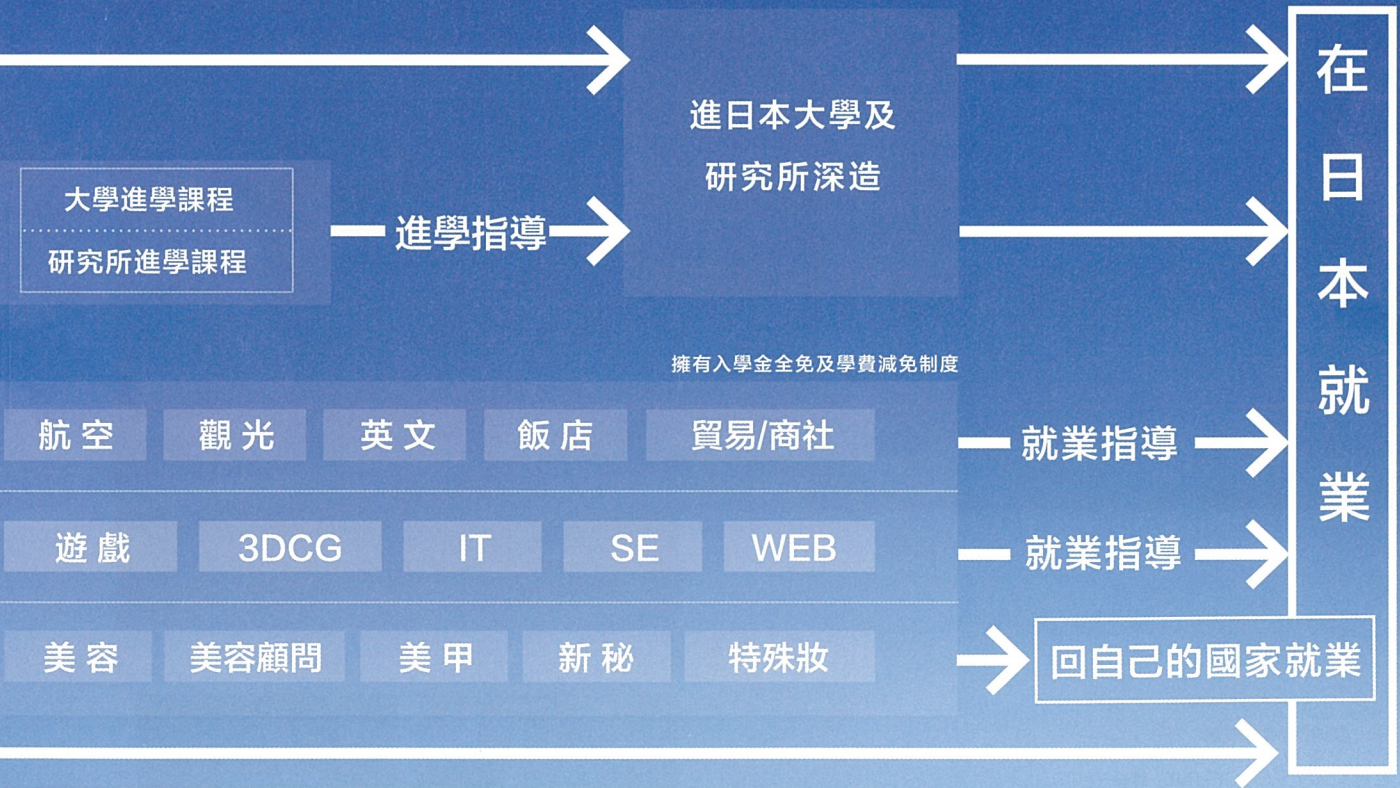 進日本大學及
研究所深造
大學進學課程
研究所進學課程
進學指導
擁有入學金全免及學費減免制度
航空 觀光 英文 飯店 貿易/商社
就業指導
遊戲 3DCG IT SE WEB
就業指導
美容 美容顧問 美甲 新秘 特殊妝
回自己的國家就業
在日本就業